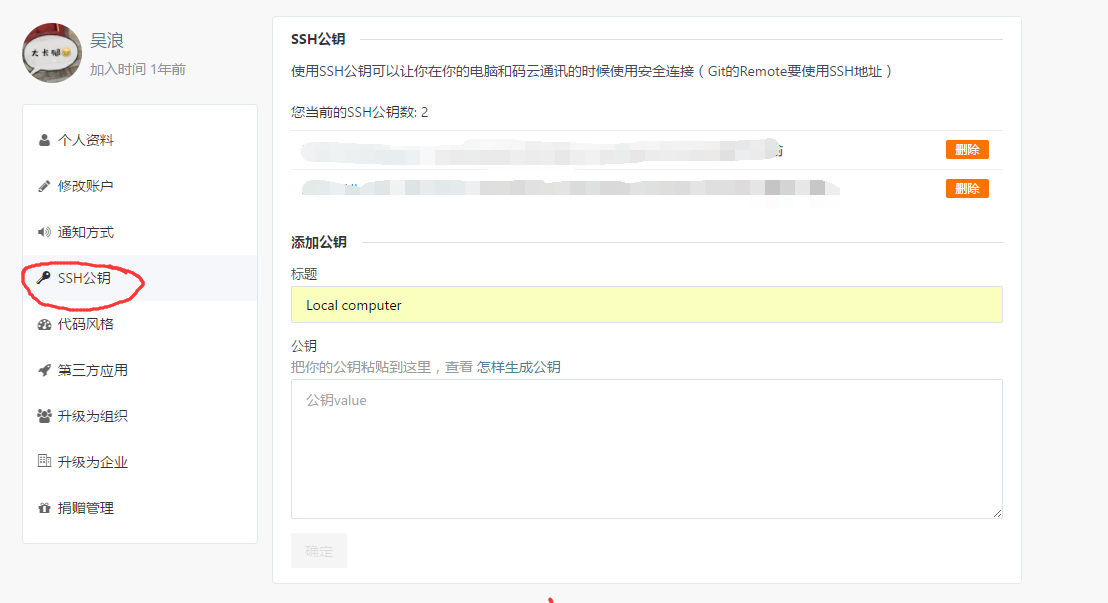 吴浪
加入时间 1年前
个人资料
修改账户
通知方式
SSH公钥
代码风格
第三方应用
升级为组织
升级为企业
捐赠管理
SSH公钥
使用SSH公钥可以让你在你的电脑和码云通讯的时候使用安全连接（Git的Remote要使用SSH地址）
您当前的SSH公钥数: 2
删除
删除
添加公钥
标题
Local computer
公钥
把你的公钥粘贴到这里，查看 怎样生成公钥
公钥value
确定